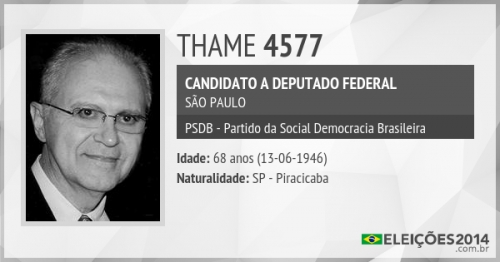 THAME 4577
CANDIDATO A DEPUTADO FEDERAL
SÃO PAULO
PSDB - Partido da Social Democracia Brasileira
Idade: 68 anos (13-06-1946)
Naturalidade: SP - Piracicaba
ELEIÇÕES2014
.com.br